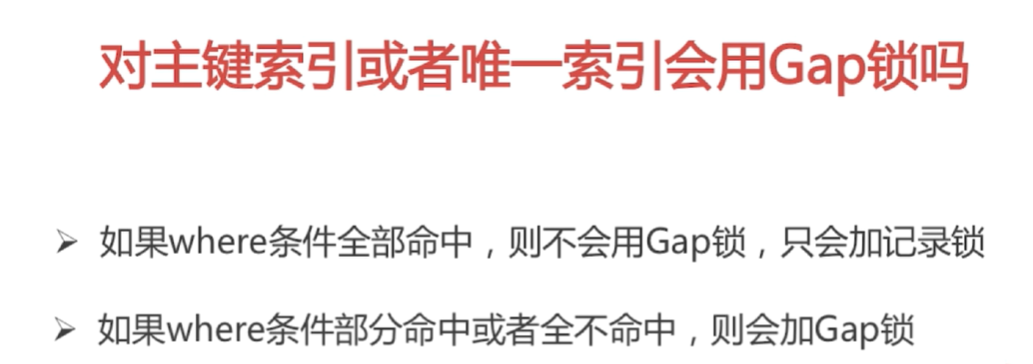 对主键索引或者唯一索引会用Gap锁吗
➢ 如果where条件全部命中，则不会用Gap锁，只会加记录锁
➢ 如果where条件部分命中或者全不命中，则会加Gap锁